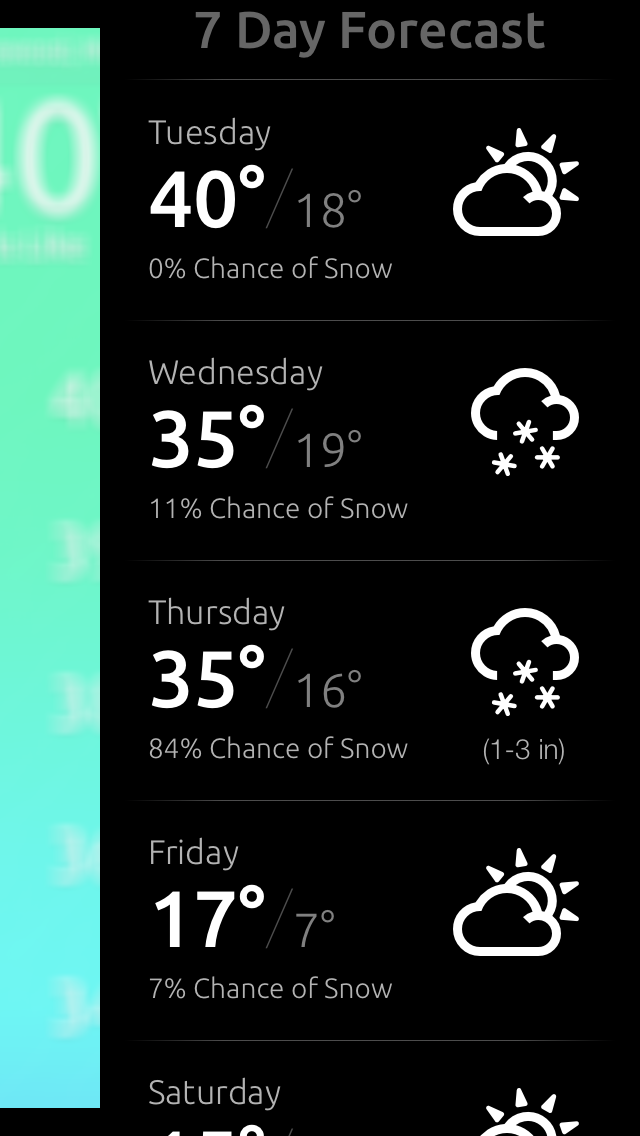 7 Day Forecast
Tuesday
40°/18°
0% Chance of Snow
Wednesday
35°/19°
11% Chance of Snow
Thursday
35°/16°
84% Chance of Snow
(1-3 in)
Friday
17°/7°
7% Chance of Snow
Saturday